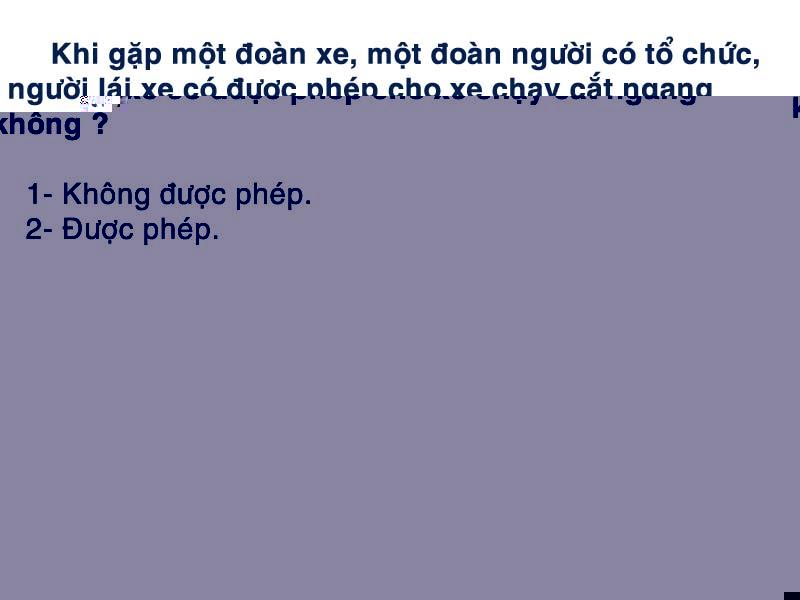 Khi gặp một đoàn xe, một đoàn người có tổ chức,
người lái xe có được phép cho xe chạy cắt ngang
không ?
1- Không được phép.
2- Được phép.